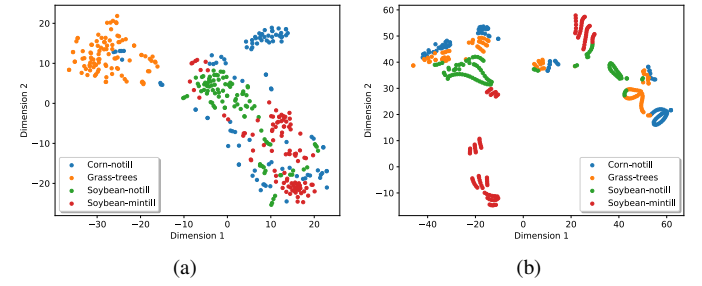 20
10
0
−10
−20
Dimension 2
Corn-notill
Grass-trees
Soybean-notill
Soybean-mintill
−30 −20 −10 0 10 20
Dimension 1
(a)
60
50
40
30
20
10
0
−10
Dimension 2
Corn-notill
Grass-trees
Soybean-notill
Soybean-mintill
−40 −20 0 20 40 60
Dimension 1
(b)